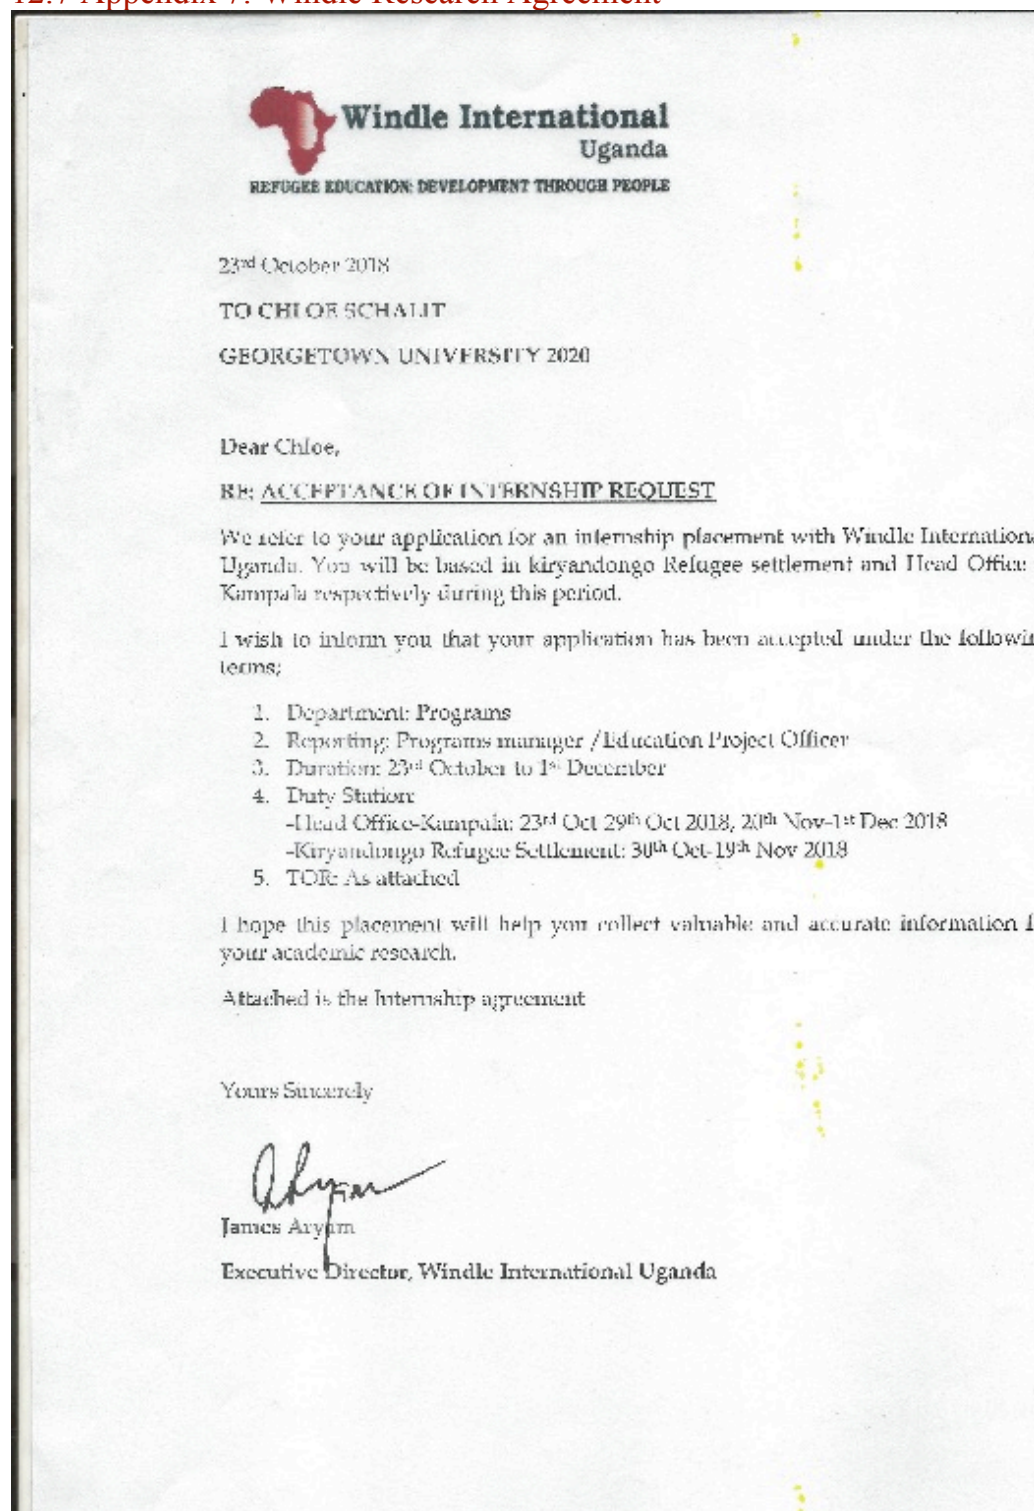 12.7 Appendix 7: Windle Research Agreement
Windle International
Uganda
REFUGEE EDUCATION: DEVELOPMENT THROUGH PEOPLE
23rd October 2018
TO CHLOE SCHALIT
GEORGETOWN UNIVERSITY 2020
Dear Chloe,
RE: ACCEPTANCE OF INTERNSHIP REQUEST
We refer to your application for an internship placement with Windle Internationa
Uganda. You will be based in kiryandongo Refugee settlement and Head Office
Kampala respectively during this period.
I wish to inform you that your application has been accepted under the followin
terms;
1. Department: Programs
2. Reporting: Programs manager /Education Project Officer
3. Duration: 23rd October to 1st December
4. Duty Station:
-Head Office-Kampala: 23rd Oct-29th Oct 2018, 20th Nov-1st Dec 2018
-Kiryandongo Refugee Settlement: 30th Oct-19th Nov 2018
5. TOR: As attached
I hope this placement will help you collect valuable and accurate information f
your academic research.
Attached is the Internship agreement
Yours Sincerely
James Aryam
Executive Director, Windle International Uganda